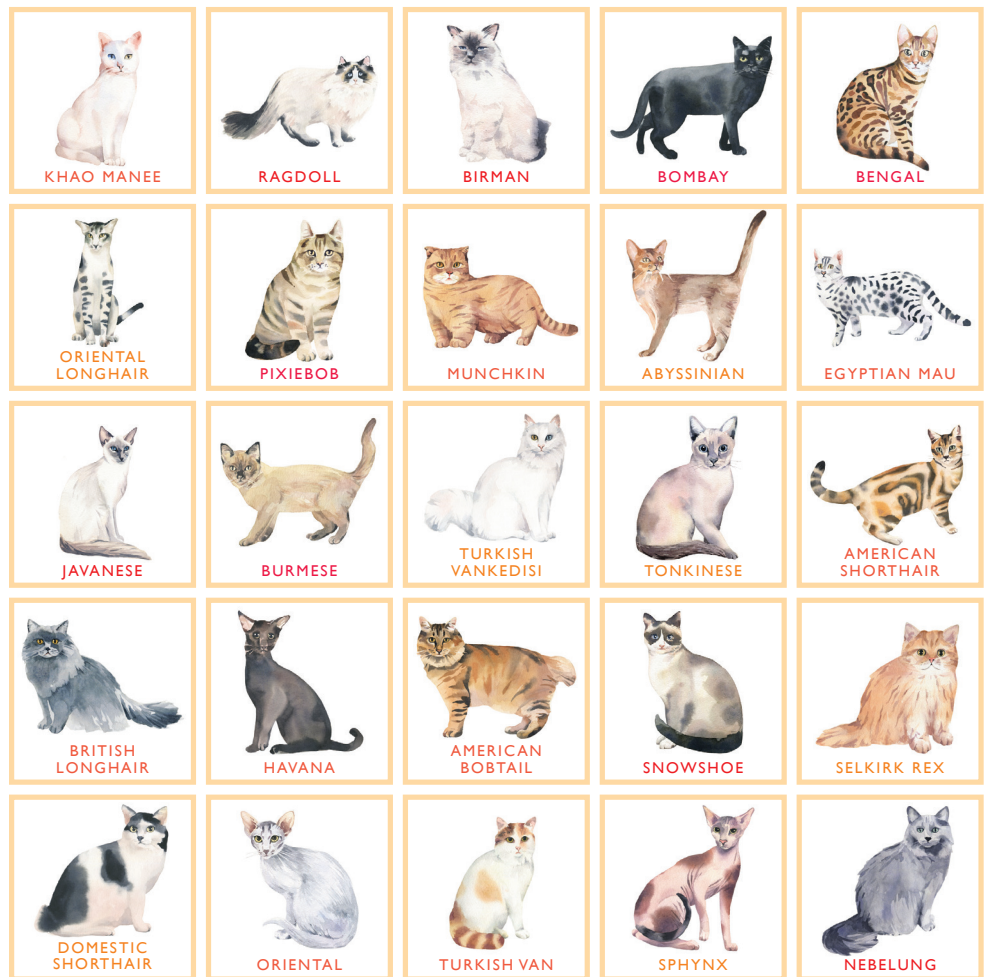 KHAO MANEE
RAGDOLL
BIRMAN
BOMBAY
BENGAL
ORIENTAL
LONGHAIR
PIXIEBOB
MUNCHKIN
ABYSSINIAN
EGYPTIAN MAU
JAVANESE
BURMESE
TURKISH
VANKEDISI
TONKINESE
AMERICAN
SHORTHAIR
BRITISH
LONGHAIR
HAVANA
AMERICAN
BOBTAIL
SNOWSHOE
SELKIRK REX
DOMESTIC
SHORTHAIR
ORIENTAL
TURKISH VAN
SPHYNX
NEBELUNG